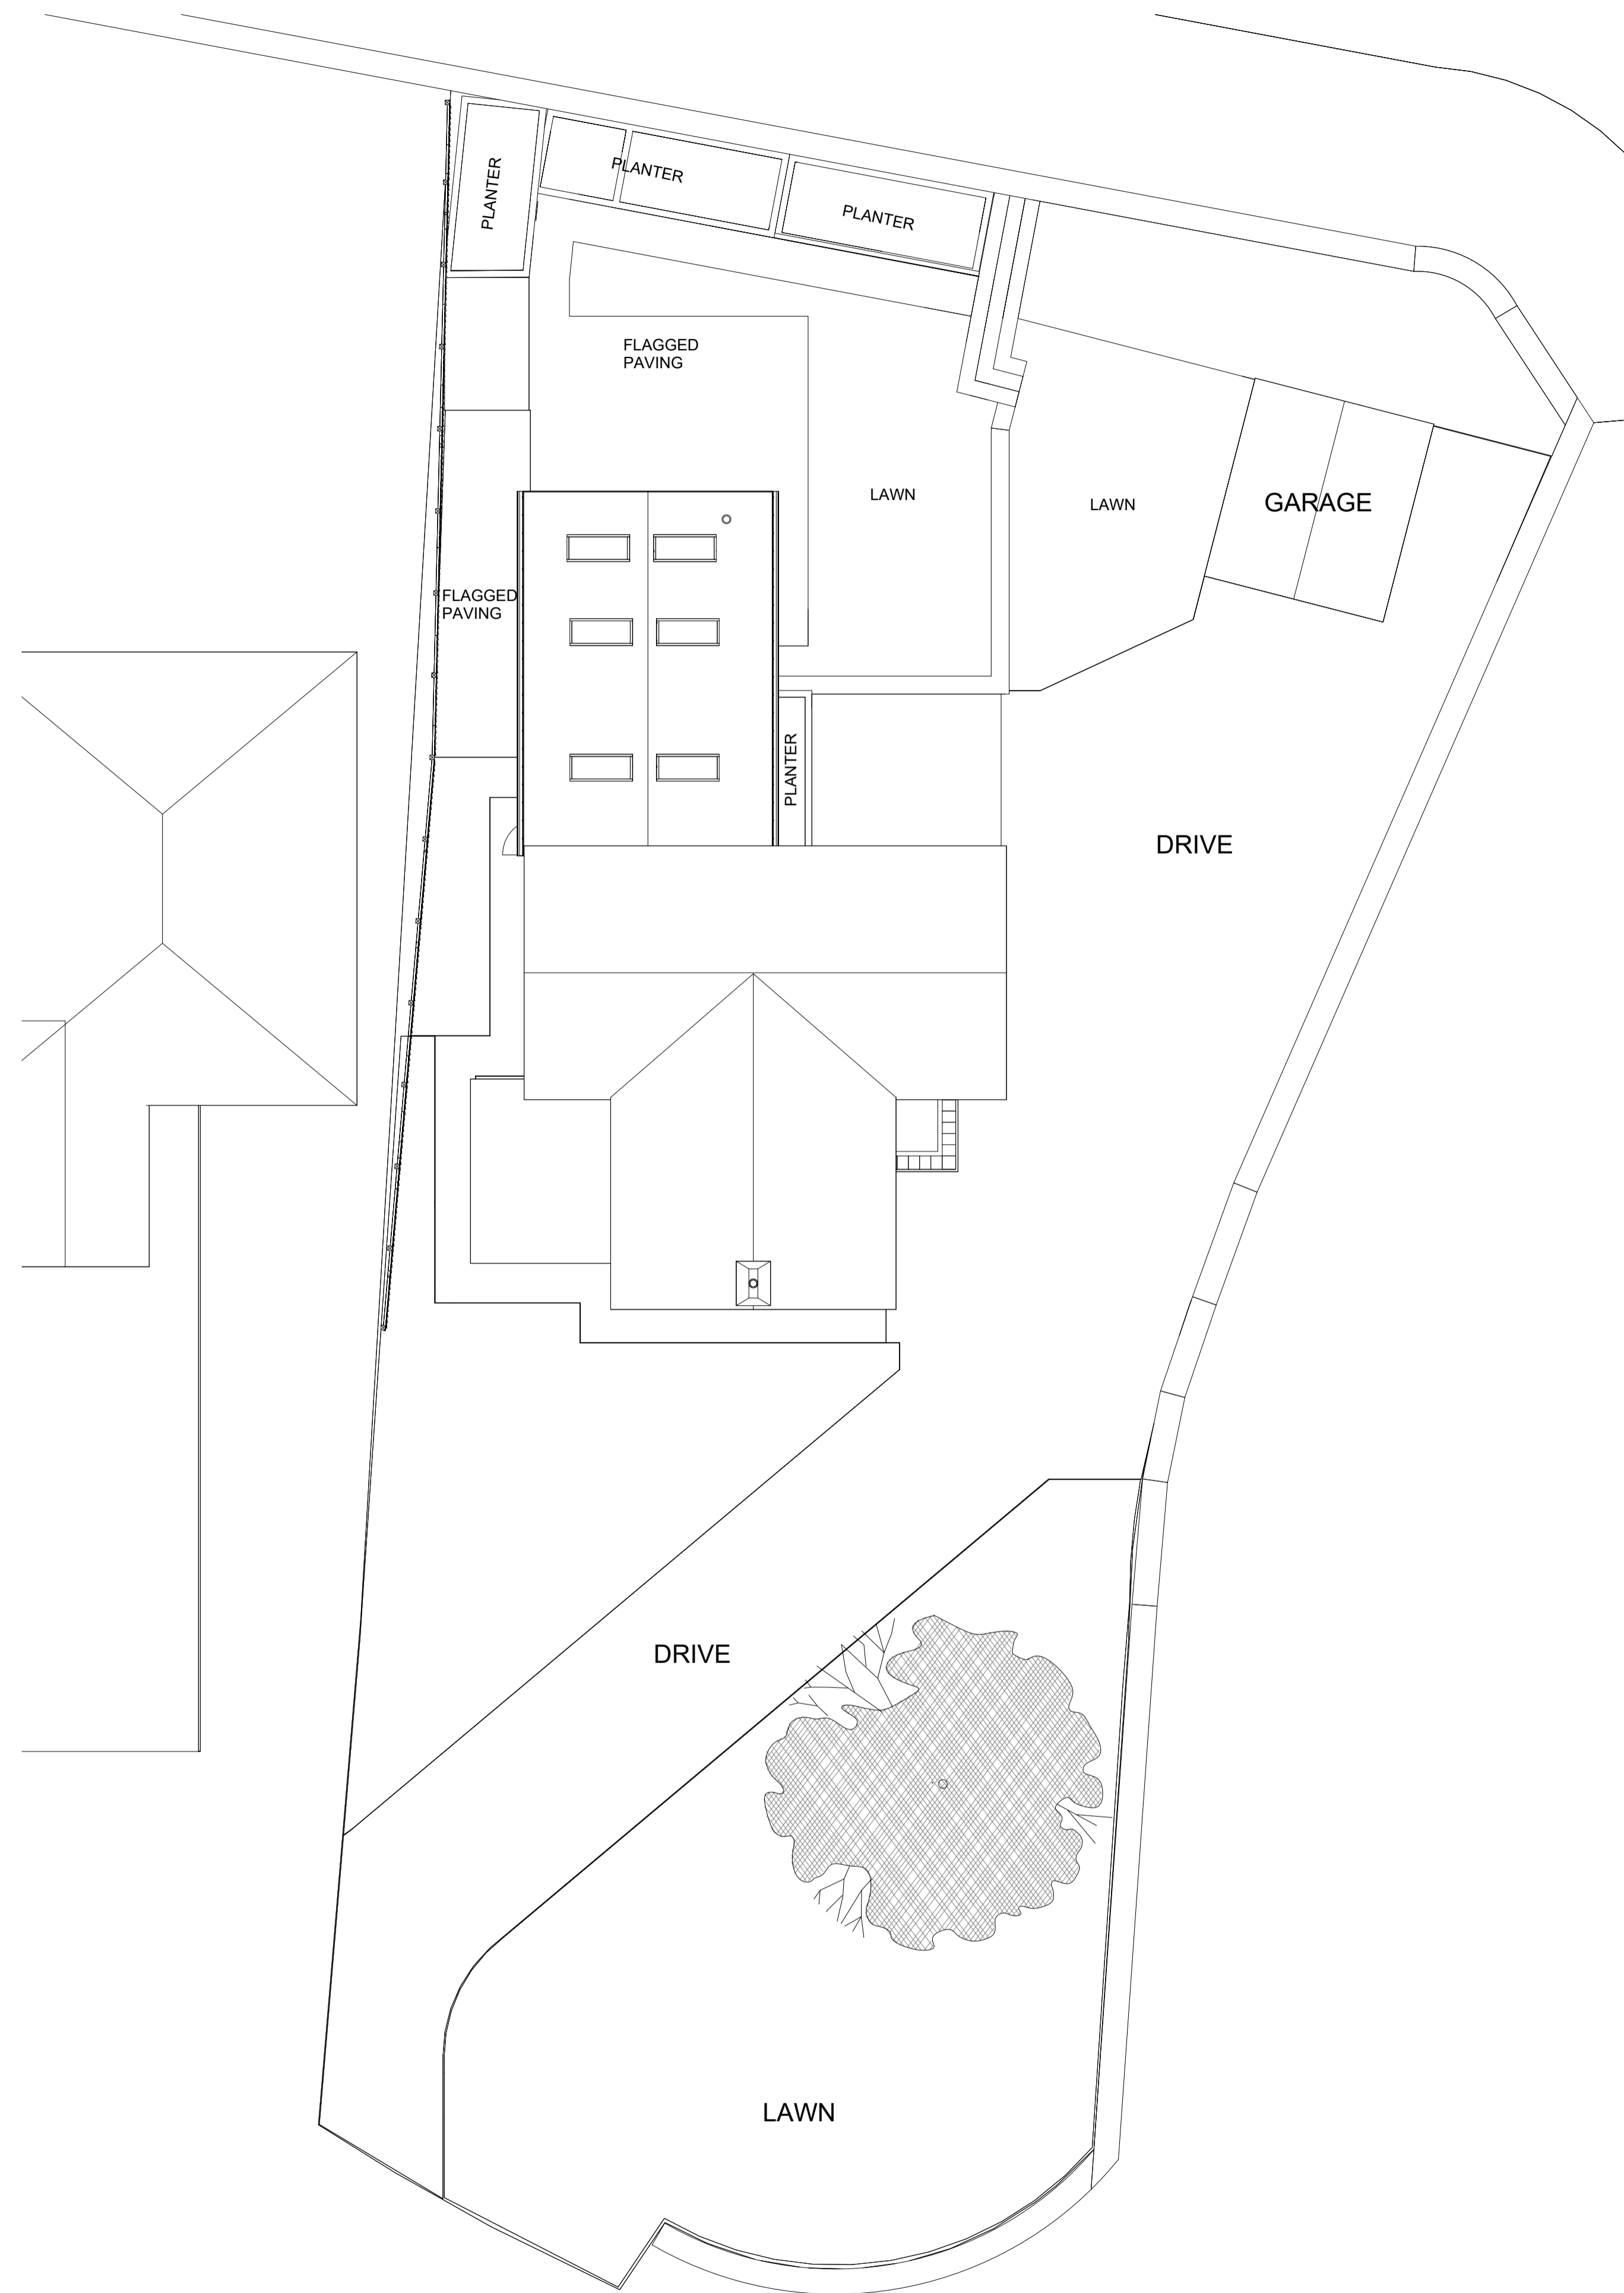 PLANTER
PLANTER
PLANTER
FLAGGED
PAVING
LAWN
LAWN
GARAGE
FLAGGED
PAVING
PLANTER
DRIVE
DRIVE
LAWN